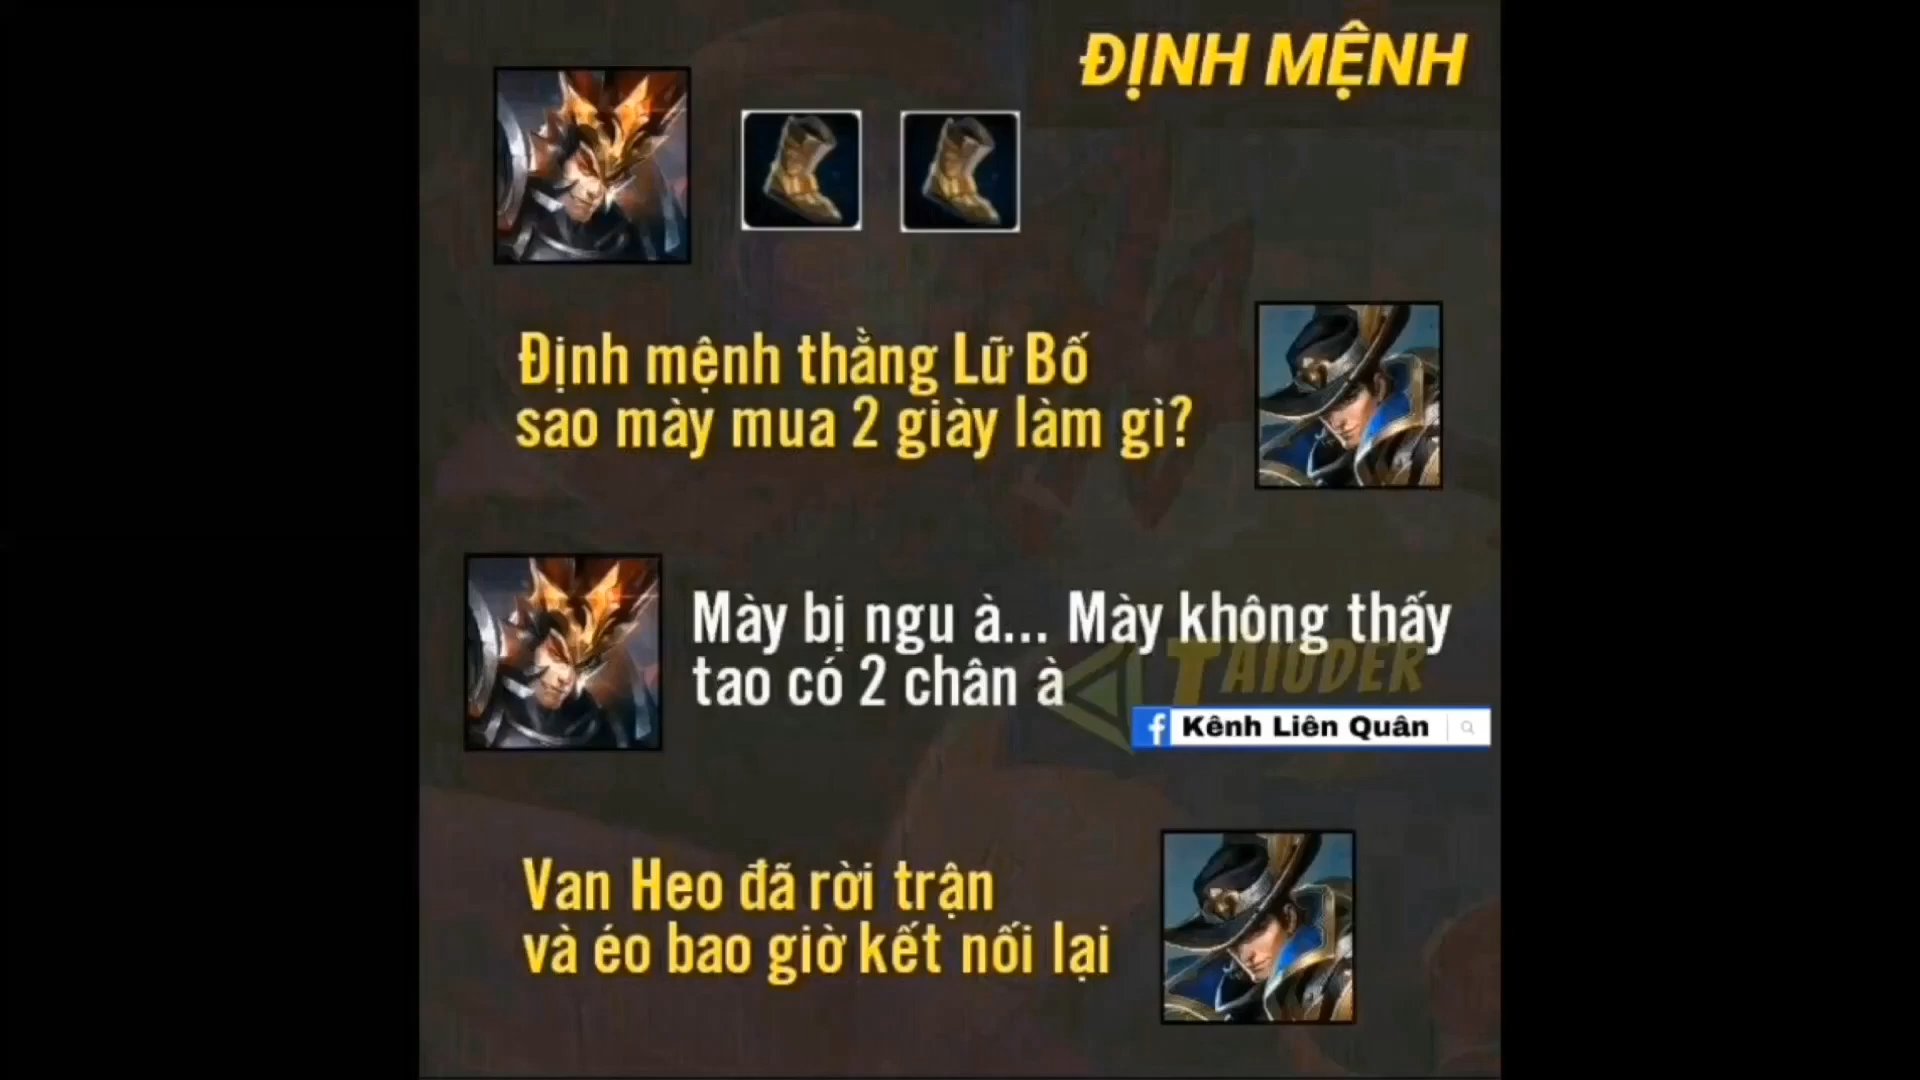 ĐỊNH MỆNH
Định mệnh thằng Lữ Bố
sao mày mua 2 giày làm gì?
Mày bị ngu à... Mày không thấy
tao có 2 chân à
TAIUDER
Kênh Liên Quân
Van Heo đã rời trận
và éo bao giờ kết nối lại